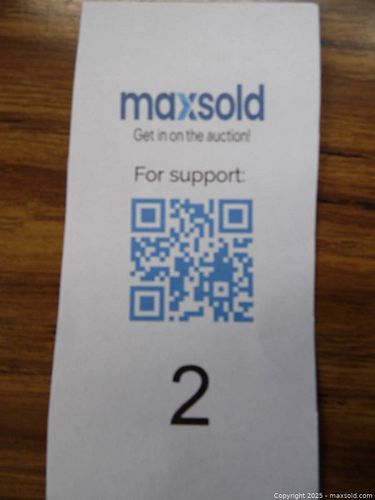 maxsold
Get in on the auction!
For support:
2
Copyright 2025 - maxsold.com